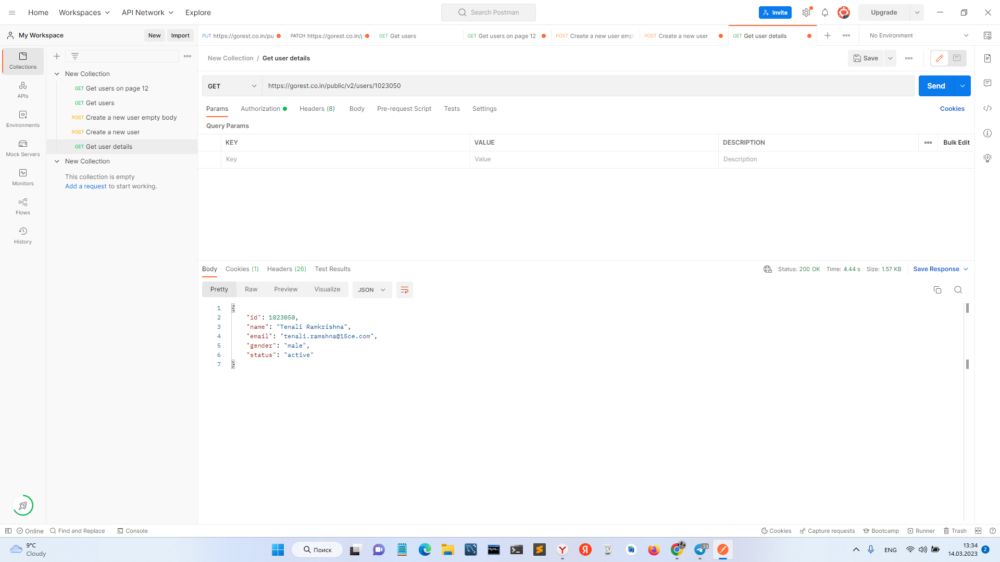 Home Workspaces API Network Explore Search Postman Invite Upgrade
My Workspace New Import PUT https://gorest.co.in/pu PATCH https://gorest.co.in/ GET Get users GET Get users on page 12 POST Create a new user emp POST Create a new user GET Get user details No Environment
New Collection / Get user details Save
Collections
APIs
Environments
Mock Servers
Monitors
Flows
History
New Collection
GET Get users on page 12
GET Get users
POST Create a new user empty body
POST Create a new user
GET Get user details
New Collection
This collection is empty
Add a request to start working.
GET https://gorest.co.in/public/v2/users/1023050 Send
Params Authorization Headers (8) Body Pre-request Script Tests Settings Cookies
Query Params
KEY VALUE DESCRIPTION Bulk Edit
Key Value Description
Body Cookies (1) Headers (26) Test Results Status: 200 OK Time: 4.44 s Size: 1.57 KB Save Response
Pretty Raw Preview Visualize JSON
1 {
2 "id": 1023050,
3 "name": "Tenali Ramkrishna",
4 "email": "tenali.ramshna@15ce.com",
5 "gender": "male",
6 "status": "active"
7 }
Online Find and Replace Console Cookies Capture requests Bootcamp Runner Trash
9°C
Cloudy
Поиск
MySQL
Y
Я
53
ENG
13:34
14.03.2023
2